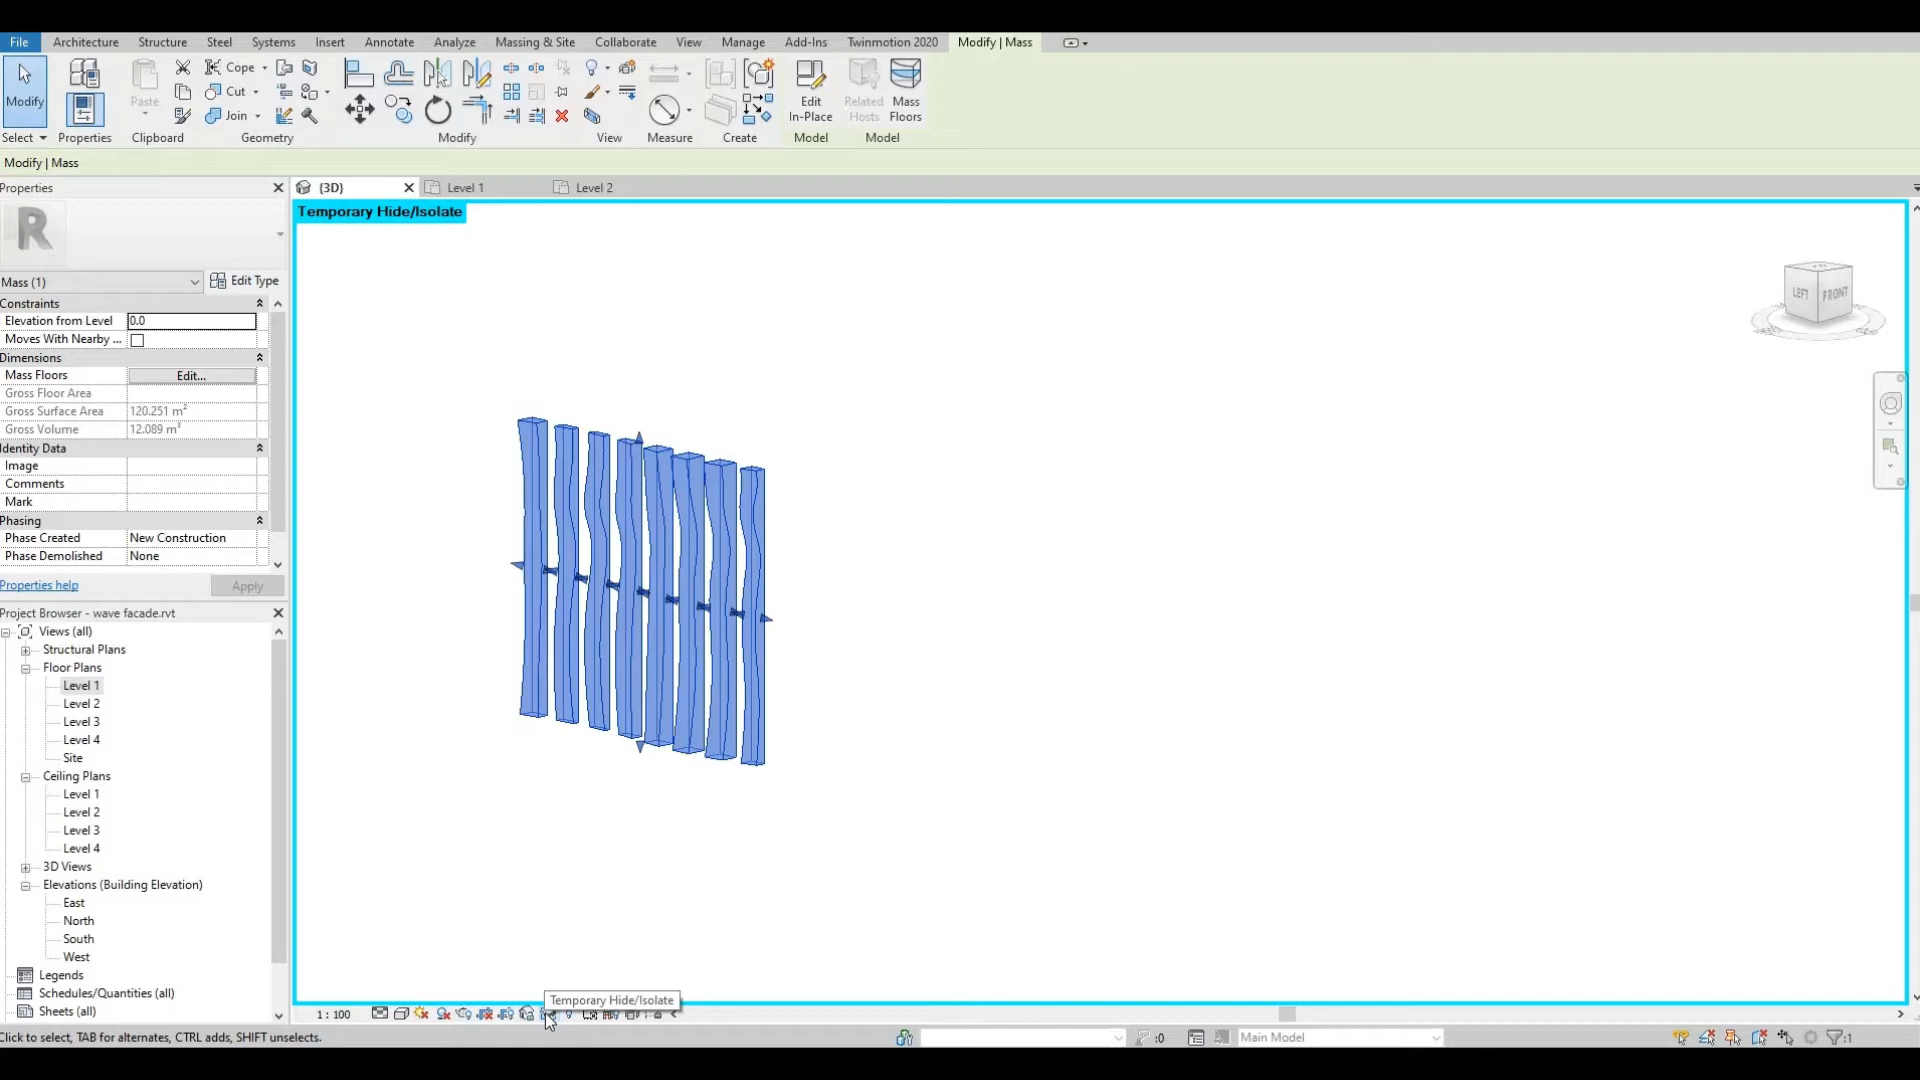 File Architecture Structure Steel Systems Insert Annotate Analyze Massing & Site Collaborate View Manage Add-Ins Twinmotion 2020 Modify | Mass
Modify Paste Cope Cut Join Edit In-Place Related Hosts Mass Floors
Select Properties Clipboard Geometry Modify View Measure Create Model Model
Modify | Mass
Properties
{3D} Level 1 Level 2
Temporary Hide/Isolate
R
Mass (1) Edit Type
Constraints
Elevation from Level 0.0
Moves With Nearby ...
Dimensions
Mass Floors Edit...
Gross Floor Area
Gross Surface Area 120.251 m²
Gross Volume 12.089 m³
Identity Data
Image
Comments
Mark
Phasing
Phase Created New Construction
Phase Demolished None
Properties help Apply
Project Browser - wave facade.rvt
Views (all)
Structural Plans
Floor Plans
Level 1
Level 2
Level 3
Level 4
Site
Ceiling Plans
Level 1
Level 2
Level 3
Level 4
3D Views
Elevations (Building Elevation)
East
North
South
West
Legends
Schedules/Quantities (all)
Sheets (all)
LEFT FRONT
Temporary Hide/Isolate
1 : 100
Click to select, TAB for alternates, CTRL adds, SHIFT unselects.
:0
Main Model
:1